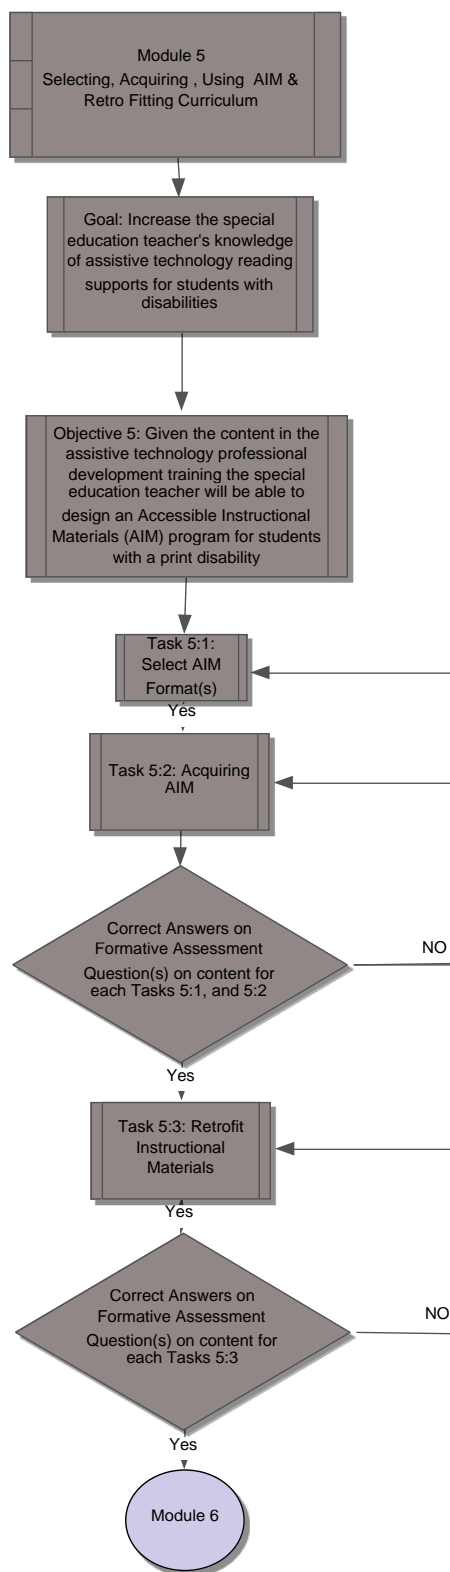 Module 5
Selecting, Acquiring , Using AIM &
Retro Fitting Curriculum
Goal: Increase the special
education teacher's knowledge
of assistive technology reading
supports for students with
disabilities
Objective 5: Given the content in the
assistive technology professional
development training the special
education teacher will be able to
design an Accessible Instructional
Materials (AIM) program for students
with a print disability
Task 5:1:
Select AIM
Format(s)
Yes
Task 5:2: Acquiring
AIM
Correct Answers on
Formative Assessment
Question(s) on content for
each Tasks 5:1, and 5:2
NO
Yes
Task 5:3: Retrofit
Instructional
Materials
Yes
Correct Answers on
Formative Assessment
Question(s) on content for
each Tasks 5:3
NO
Yes
Module 6